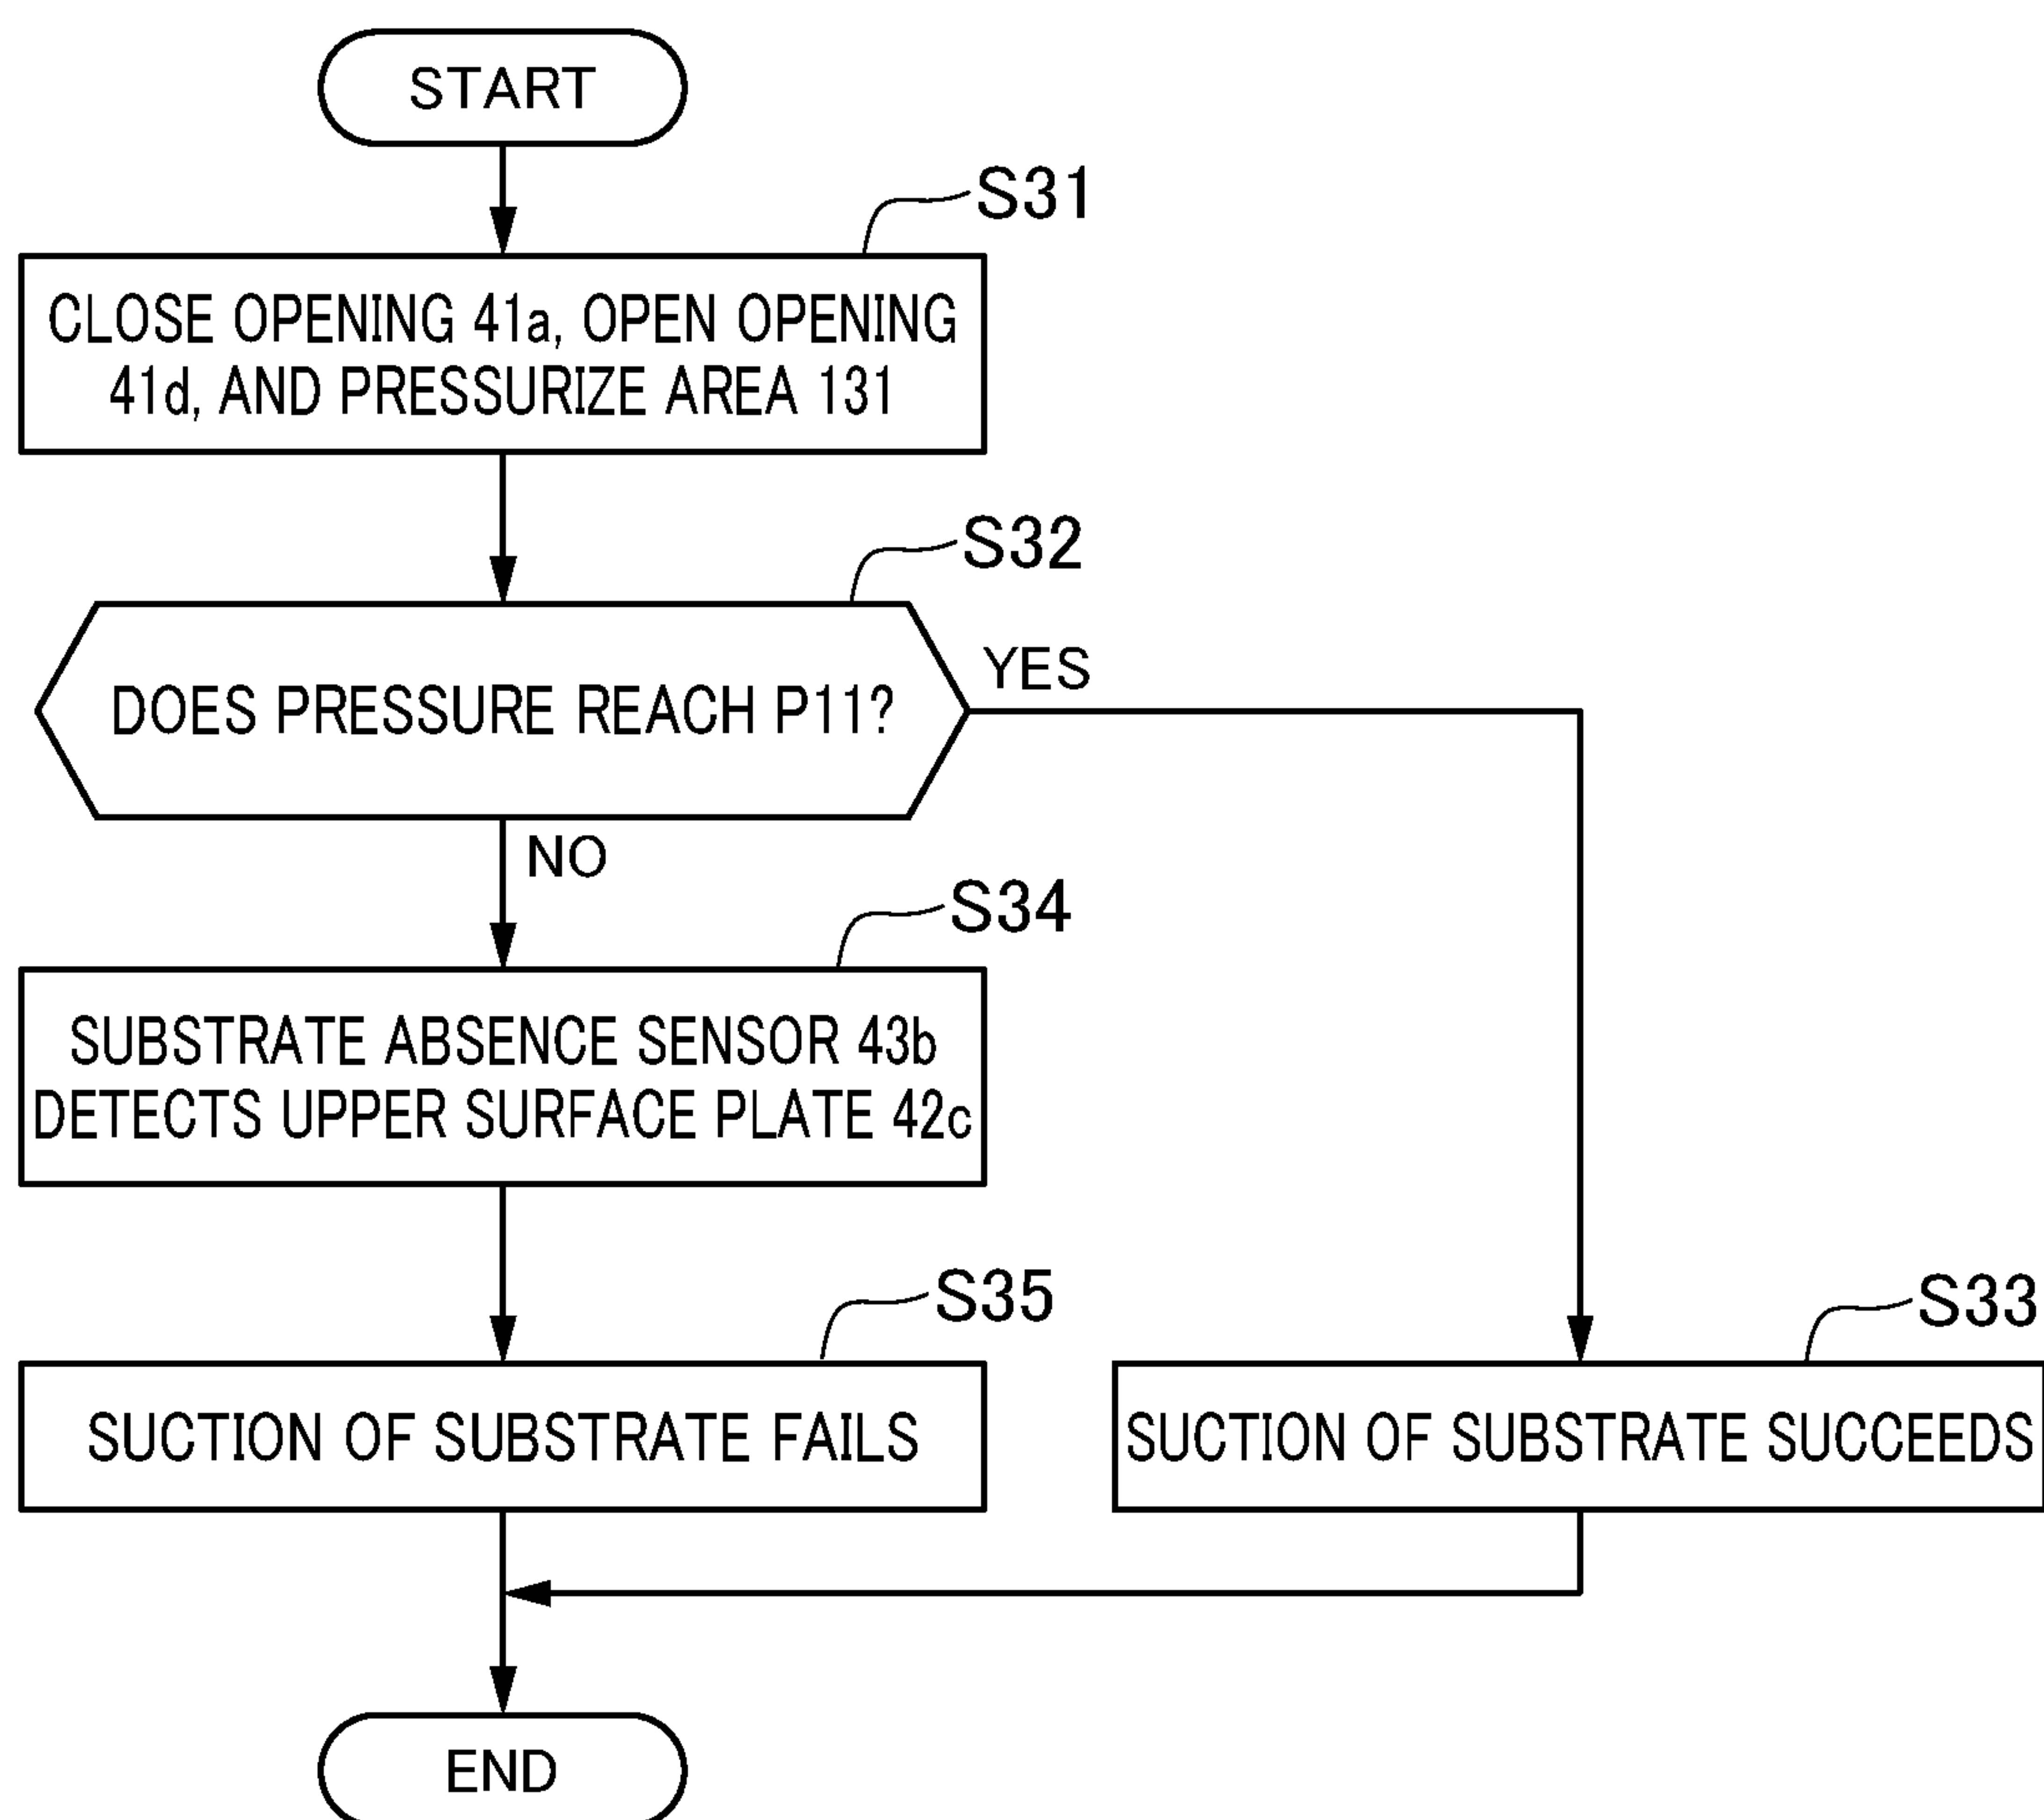 START
S31
CLOSE OPENING 41a, OPEN OPENING
41d, AND PRESSURIZE AREA 131
S32
DOES PRESSURE REACH P11?
YES
NO
S34
SUBSTRATE ABSENCE SENSOR 43b
DETECTS UPPER SURFACE PLATE 42c
S35
SUCTION OF SUBSTRATE FAILS
S33
SUCTION OF SUBSTRATE SUCCEEDS
END